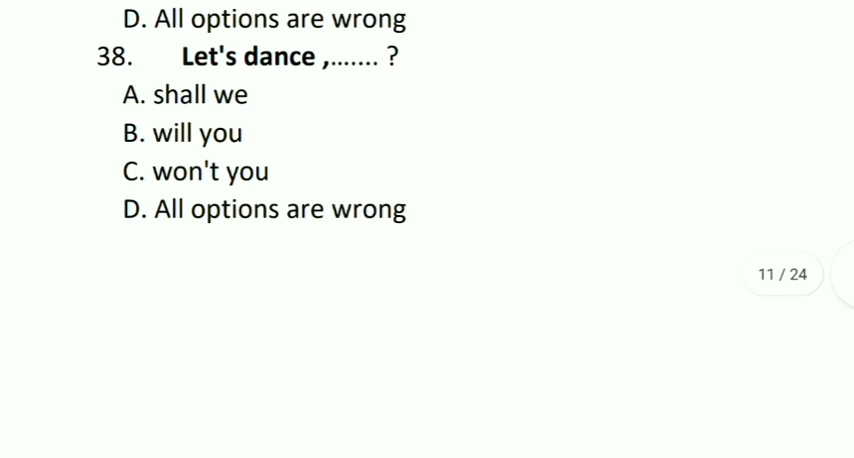 D. All options are wrong
38. Let's dance ,....... ?
A. shall we
B. will you
C. won't you
D. All options are wrong
11 / 24